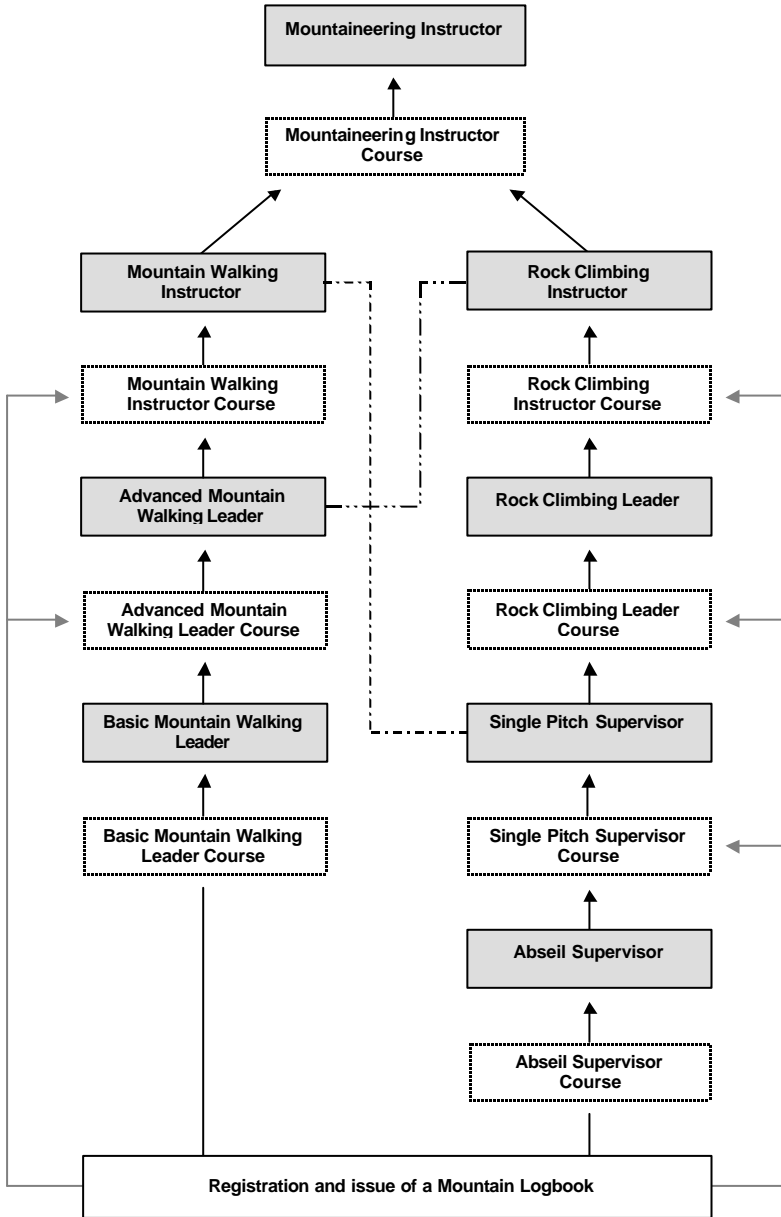 Mountaineering Instructor
Mountaineering Instructor
Course
Mountain Walking
Instructor
Rock Climbing
Instructor
Mountain Walking
Instructor Course
Rock Climbing
Instructor Course
Advanced Mountain
Walking Leader
Rock Climbing Leader
Advanced Mountain
Walking Leader Course
Rock Climbing Leader
Course
Basic Mountain Walking
Leader
Single Pitch Supervisor
Basic Mountain Walking
Leader Course
Single Pitch Supervisor
Course
Abseil Supervisor
Abseil Supervisor
Course
Registration and issue of a Mountain Logbook